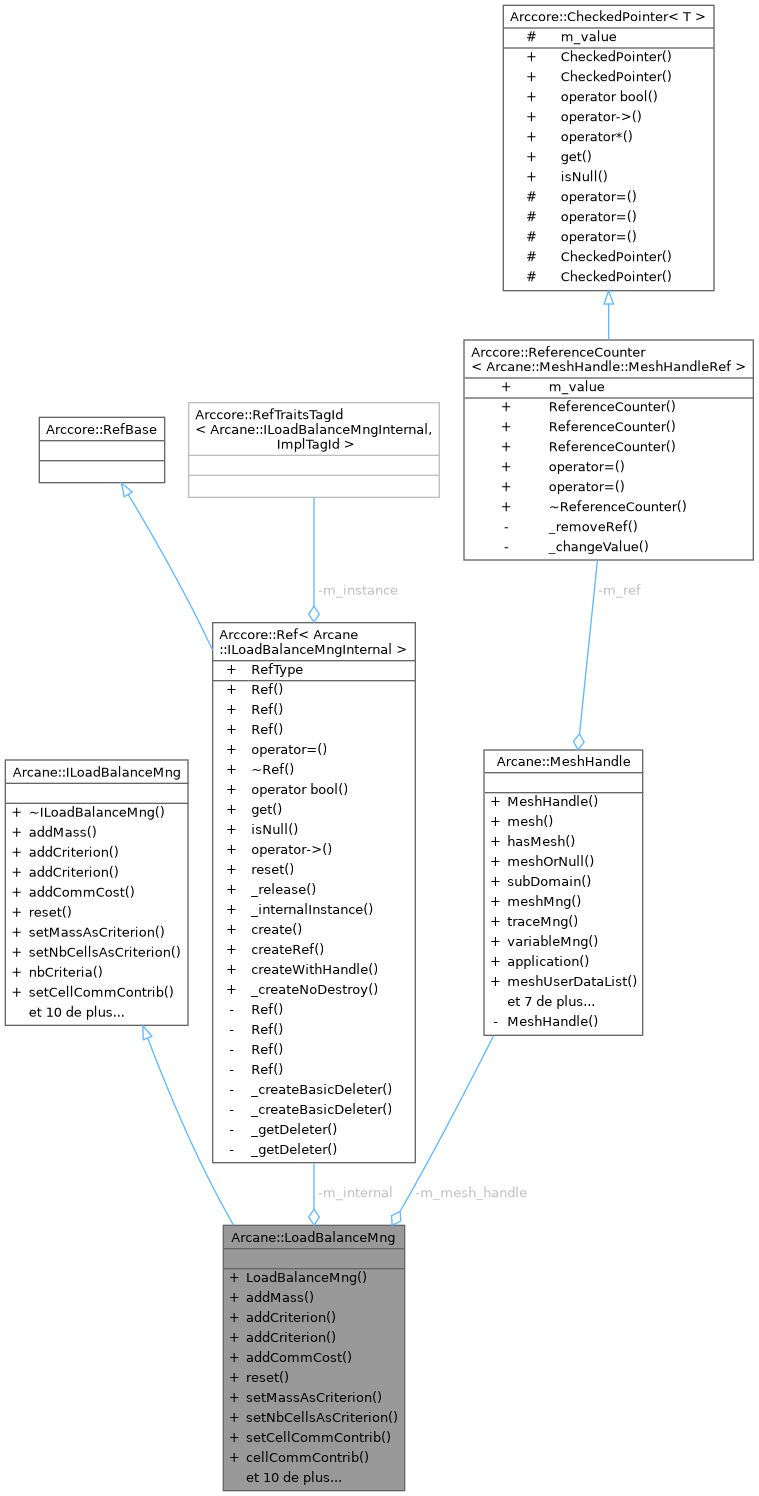 Arccore::CheckedPointer< T >
# m_value
+ CheckedPointer()
+ CheckedPointer()
+ operator bool()
+ operator->()
+ operator*()
+ get()
+ isNull()
# operator=()
# operator=()
# operator=()
# CheckedPointer()
# CheckedPointer()
Arccore::ReferenceCounter
< Arcane::MeshHandle::MeshHandleRef >
+ m_value
+ ReferenceCounter()
+ ReferenceCounter()
+ ReferenceCounter()
+ operator=()
+ operator=()
+ ~ReferenceCounter()
- _removeRef()
- _changeValue()
Arccore::RefBase
Arccore::RefTraitsTagId
< Arcane::ILoadBalanceMngInternal,
ImplTagId >
-m_instance
-m_ref
Arccore::Ref< Arcane
::ILoadBalanceMngInternal >
+ RefType
+ Ref()
+ Ref()
+ Ref()
+ operator=()
+ ~Ref()
+ operator bool()
+ get()
+ isNull()
+ operator->()
+ reset()
+ _release()
+ _internalInstance()
+ create()
+ createRef()
+ createWithHandle()
+ _createNoDestroy()
- Ref()
- Ref()
- Ref()
- Ref()
- _createBasicDeleter()
- _createBasicDeleter()
- _getDeleter()
- _getDeleter()
Arcane::ILoadBalanceMng
+ ~ILoadBalanceMng()
+ addMass()
+ addCriterion()
+ addCriterion()
+ addCommCost()
+ reset()
+ setMassAsCriterion()
+ setNbCellsAsCriterion()
+ nbCriteria()
+ setCellCommContrib()
et 10 de plus...
Arcane::MeshHandle
+ MeshHandle()
+ mesh()
+ hasMesh()
+ meshOrNull()
+ subDomain()
+ meshMng()
+ traceMng()
+ variableMng()
+ application()
+ meshUserDataList()
et 7 de plus...
- MeshHandle()
-m_internal
-m_mesh_handle
Arcane::LoadBalanceMng
+ LoadBalanceMng()
+ addMass()
+ addCriterion()
+ addCriterion()
+ addCommCost()
+ reset()
+ setMassAsCriterion()
+ setNbCellsAsCriterion()
+ setCellCommContrib()
+ cellCommContrib()
et 10 de plus...